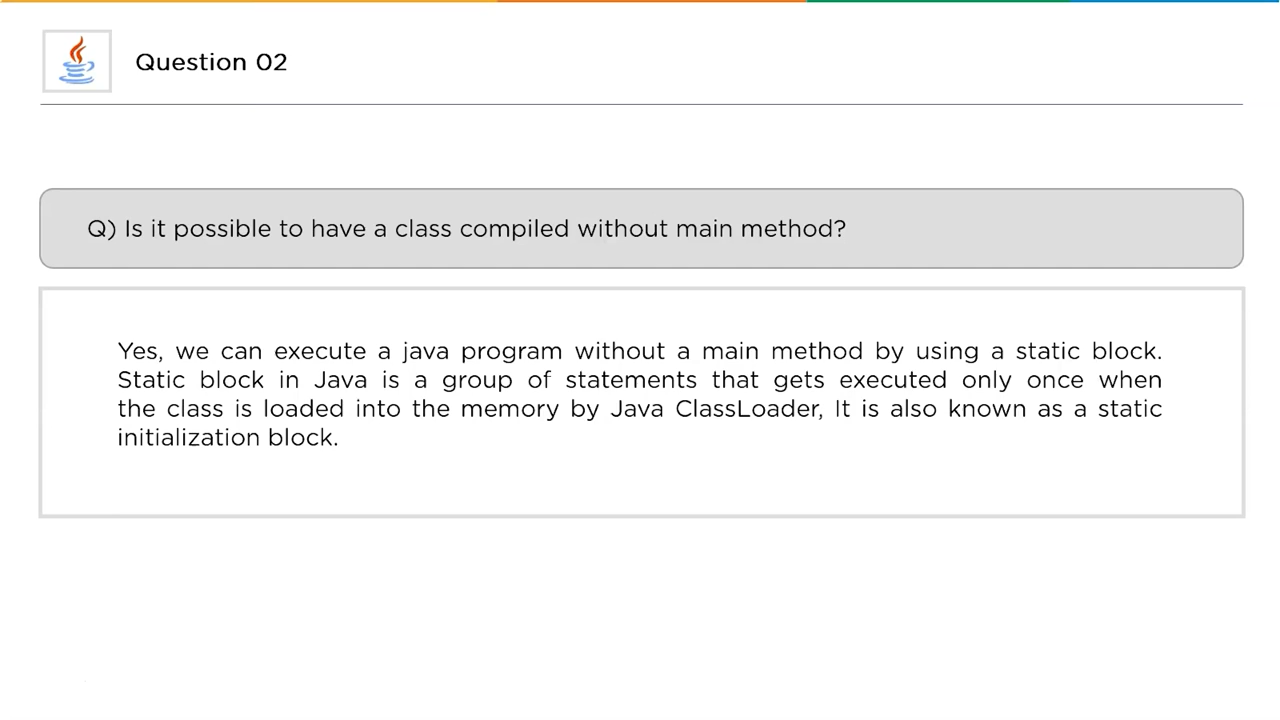 Question 02
Q) Is it possible to have a class compiled without main method?
Yes, we can execute a java program without a main method by using a static block.
Static block in Java is a group of statements that gets executed only once when
the class is loaded into the memory by Java ClassLoader, It is also known as a static
initialization block.